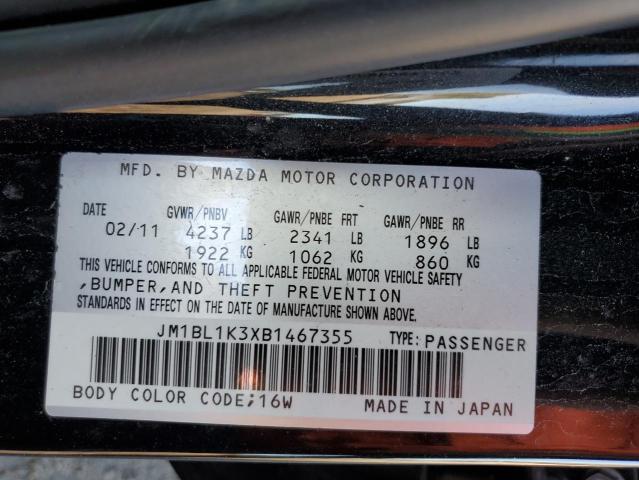 MFD. BY MAZDA MOTOR CORPORATION
DATE GVWR/PNBV GAWR/PNBE FRT GAWR/PNBE RR
02/11 4237 LB 2341 LB 1896 LB
1922 KG 1062 KG 860 KG
THIS VEHICLE CONFORMS TO ALL APPLICABLE FEDERAL MOTOR VEHICLE SAFETY
,BUMPER,AND THEFT PREVENTION
STANDARDS IN EFFECT ON THE DATE OF MANUFACTURE SHOWN ABOVE.
JM1BL1K3XB1467355 TYPE: PASSENGER
BODY COLOR CODE;16W MADE IN JAPAN